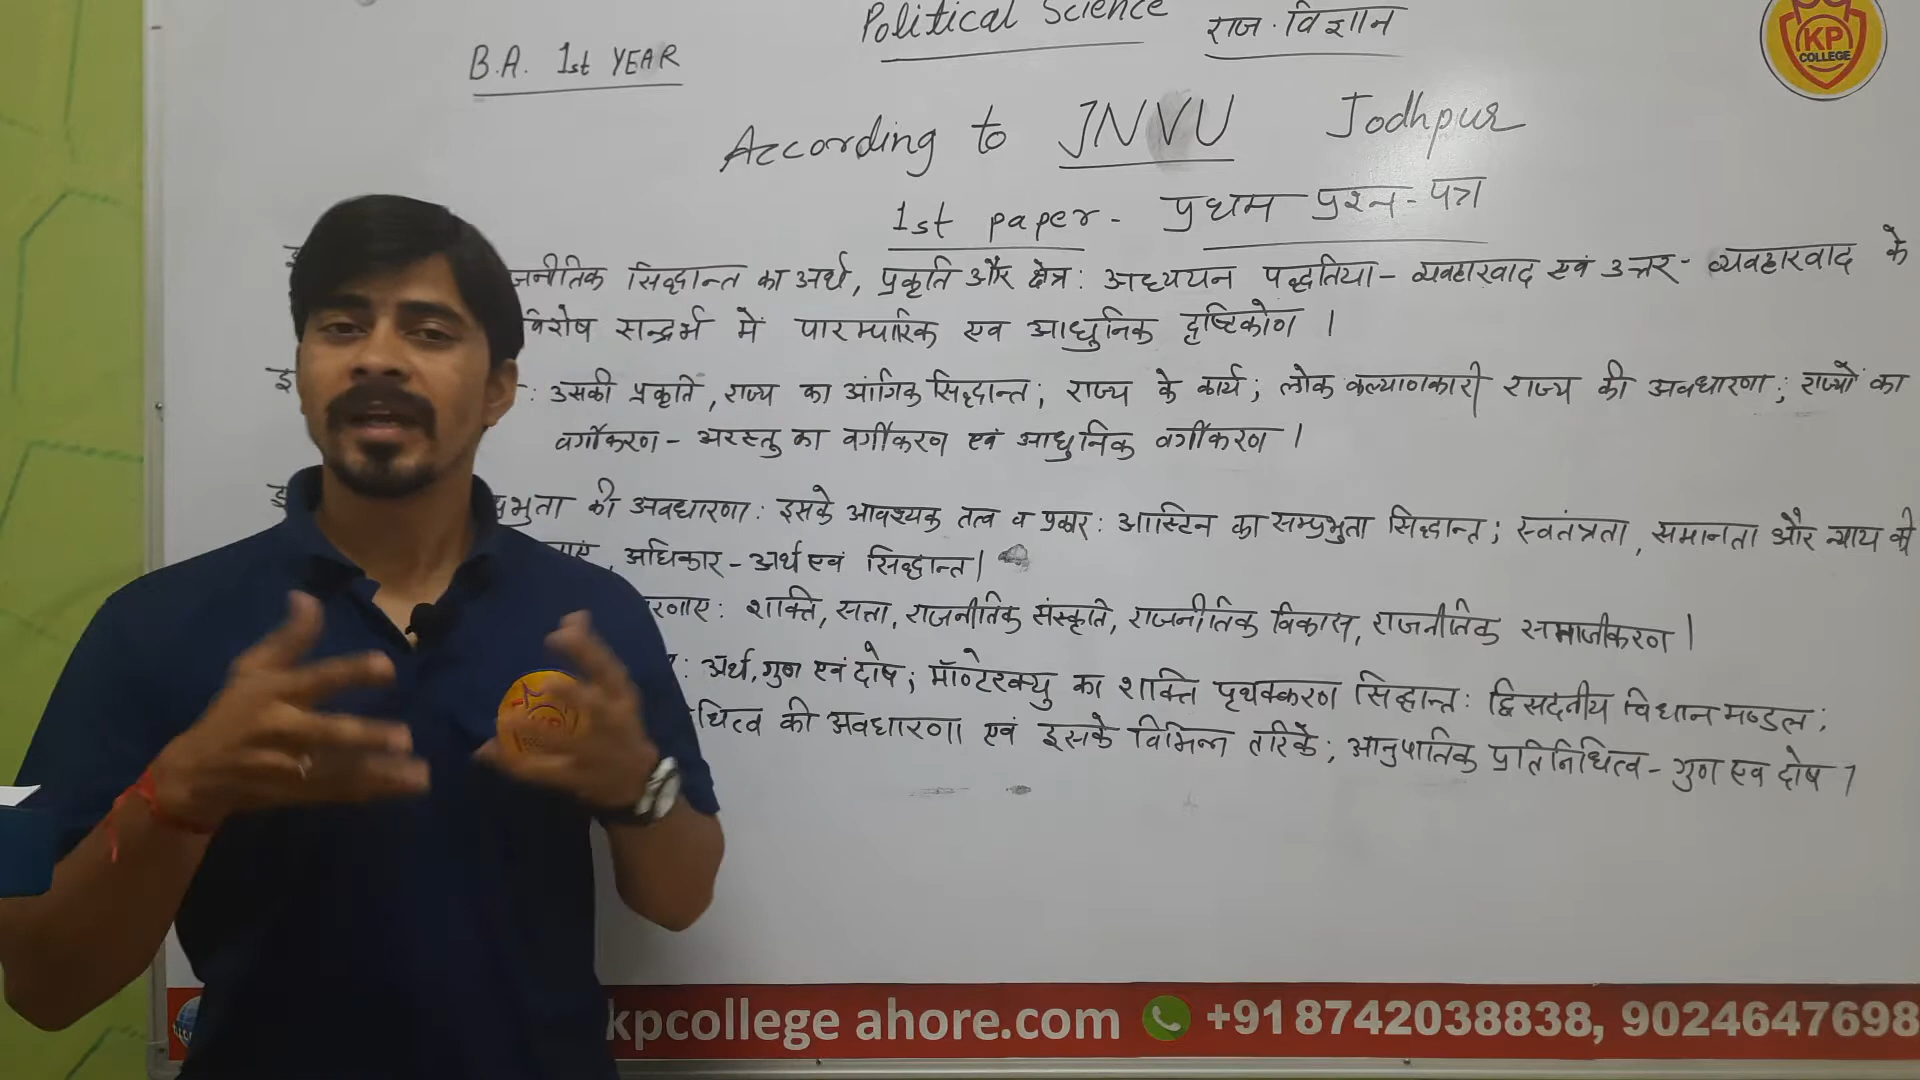 Political Science राज. विज्ञान
B.A. 1st YEAR
According to JNVU Jodhpur
1st paper - प्रथम प्रश्न-पत्र
जनीतिक सिद्धान्त का अर्थ, प्रकृति और क्षेत्र: अध्ययन पद्धतिया - व्यवहारवाद एवं उत्तर - व्यवहारवाद के
विशेष सन्दर्भ में पारम्परिक एव आधुनिक दृष्टिकोण ।
इ : उसकी प्रकृति, राज्य का आंगिक सिद्धान्त; राज्य के कार्य; लोक कल्याणकारी राज्य की अवधारणा; राज्यों का
वर्गीकरण - अरस्तु का वर्गीकरण एवं आधुनिक वर्गीकरण ।
इ भुता की अवधारणा: इसके आवश्यक तत्व व प्रकार: आस्टिन का सम्प्रभुता सिद्धान्त; स्वतंत्रता, समानता और न्याय की
, अधिकार - अर्थ एवं सिद्धान्त।
रणाए: शक्ति, सत्ता, राजनीतिक संस्कृति, राजनीतिक विकास, राजनीतिक समाजीकरण।
: अर्थ, गुण एवं दोष; मॉण्टेस्क्यु का शक्ति पृथक्करण सिद्धान्त: द्विसदनीय विधान मण्डल;
धित्व की अवधारणा एवं इसके विभिन्न तरिके; आनुपातिक प्रतिनिधित्व - गुण एव दोष ।
KP
COLLEGE
kpcollege ahore.com +91 8742038838, 9024647698